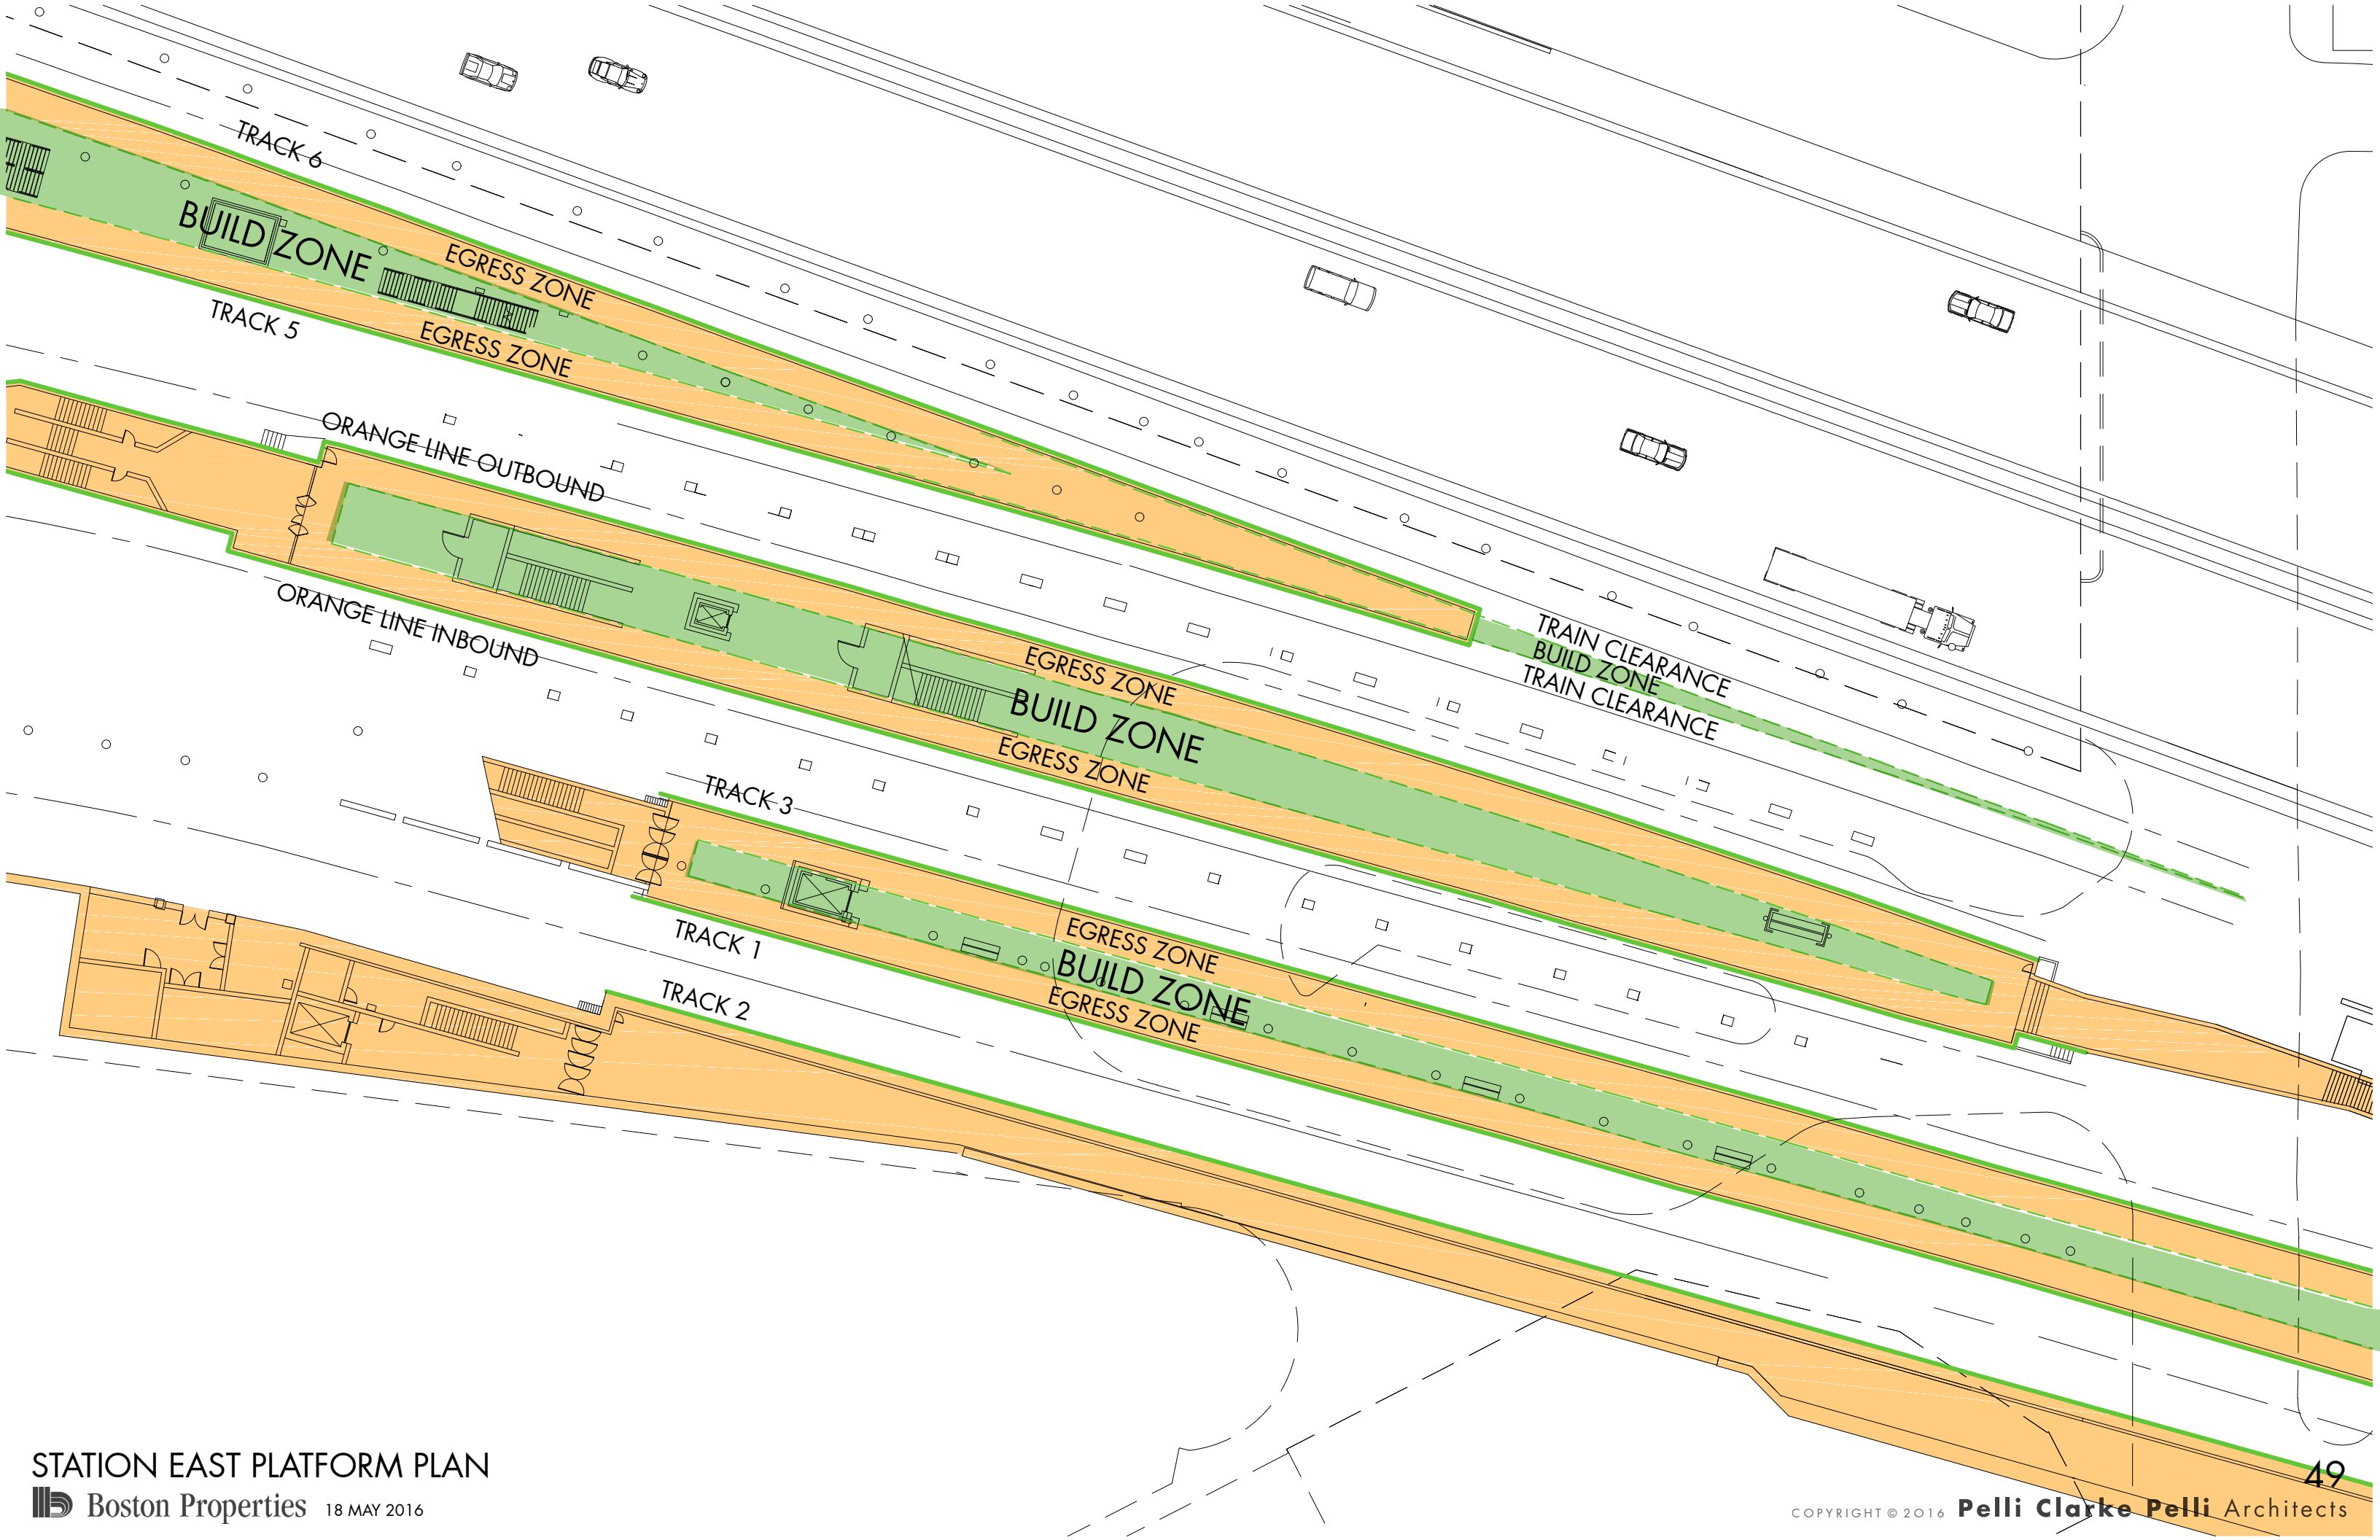 TRACK 6
BUILD ZONE
EGRESS ZONE
TRACK 5
EGRESS ZONE
ORANGE LINE OUTBOUND
ORANGE LINE INBOUND
TRAIN CLEARANCE
BUILD ZONE
TRAIN CLEARANCE
EGRESS ZONE
BUILD ZONE
EGRESS ZONE
TRACK 3
TRACK 1
EGRESS ZONE
BUILD ZONE
EGRESS ZONE
TRACK 2
STATION EAST PLATFORM PLAN
Boston Properties 18 MAY 2016
49
COPYRIGHT © 2016 Pelli Clarke Pelli Architects